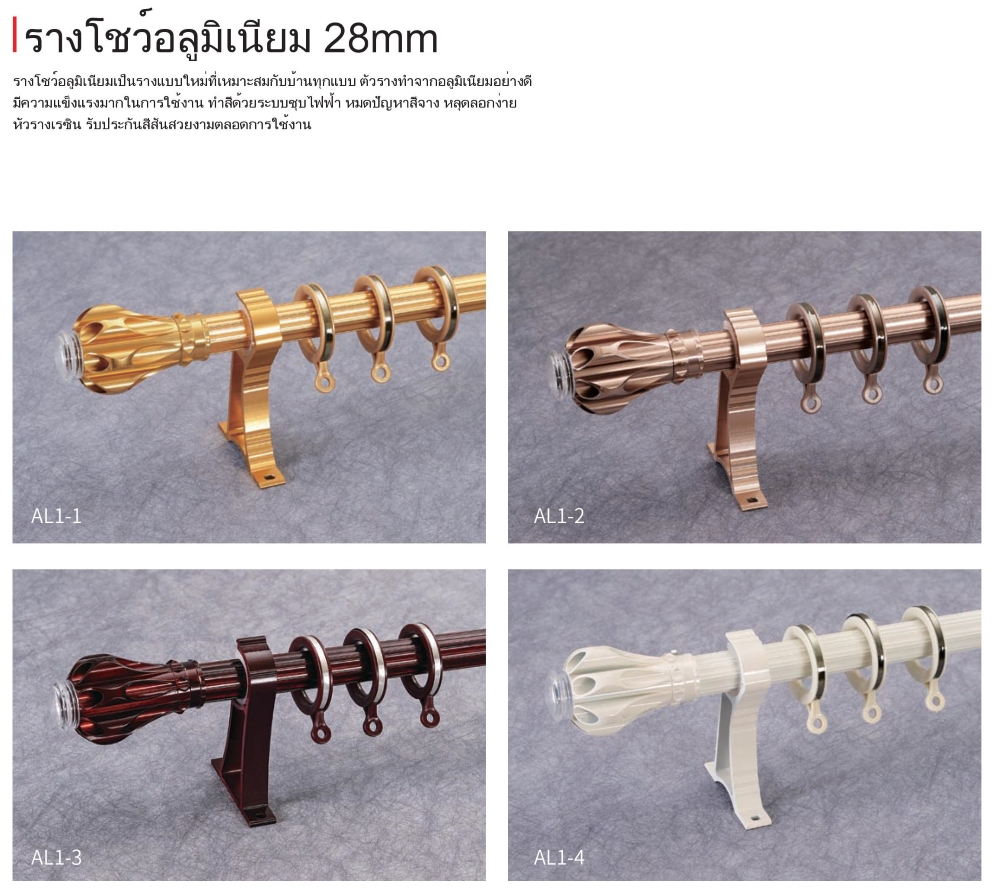 รางโชว์อลูมิเนียม 28mm
รางโชว์อลูมิเนียมเป็นรางแบบใหม่ที่เหมาะสมกับบ้านทุกแบบ ตัวรางทำจากอลูมิเนียมอย่างดี
มีความแข็งแรงมากในการใช้งาน ทำสีด้วยระบบชุบไฟฟ้า หมดปัญหาสีจาง หลุดลอกง่าย
หัวรางเรซิน รับประกันสีสันสวยงามตลอดการใช้งาน
AL1-1
AL1-2
AL1-3
AL1-4